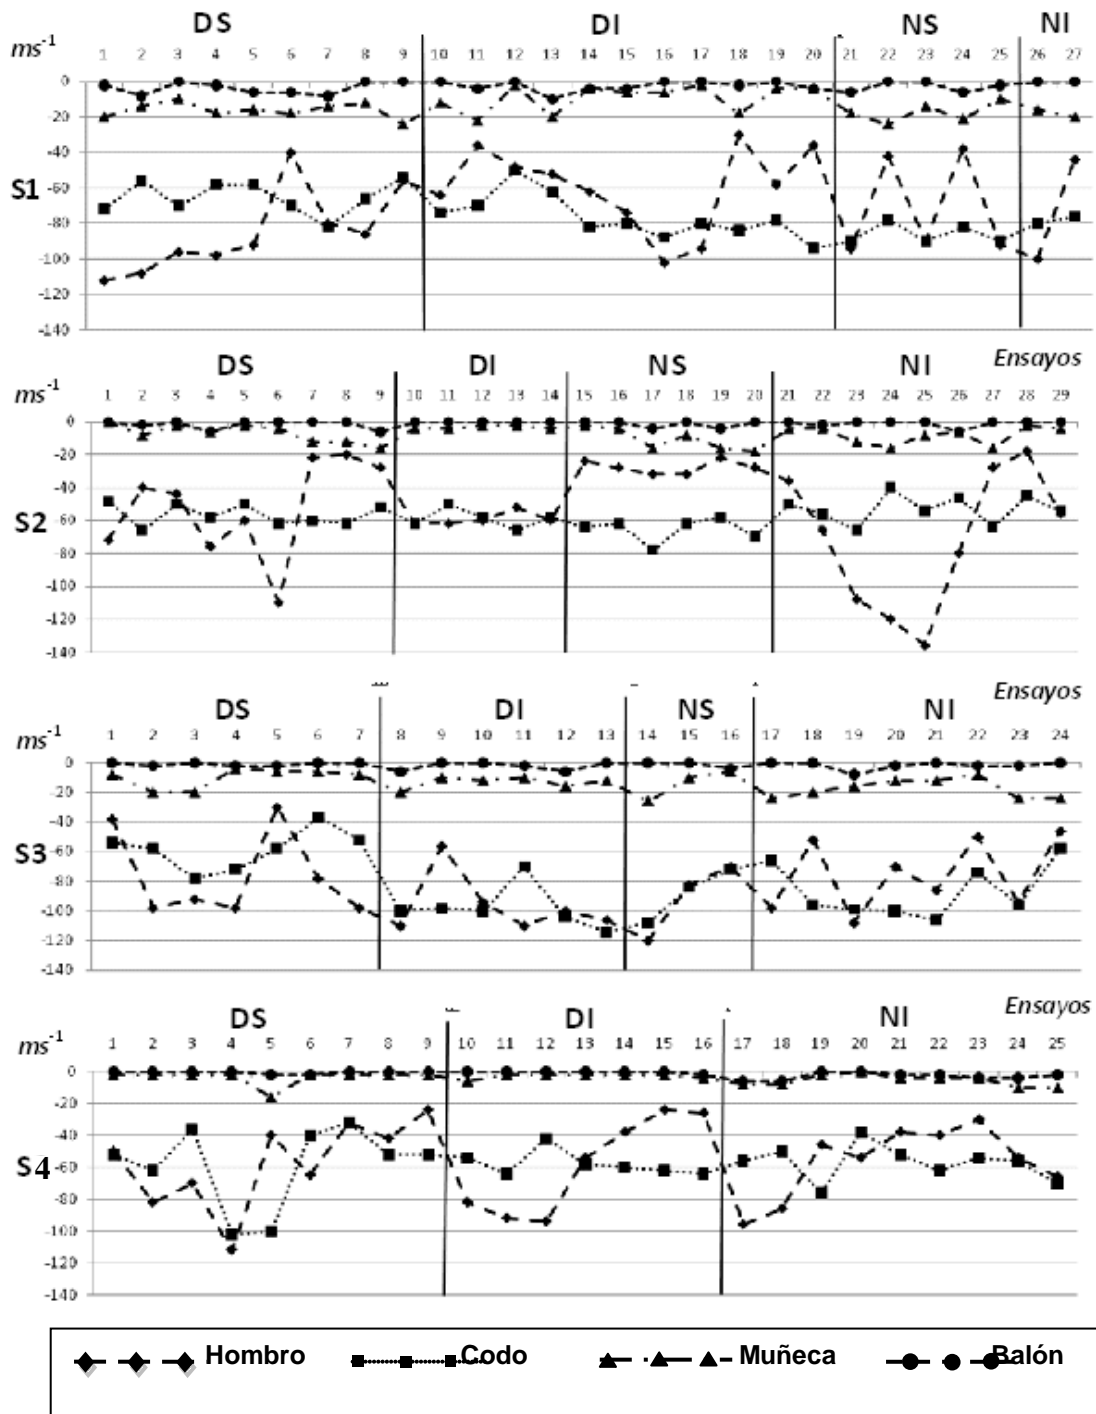 DS DI NS NI
ms-1 1 2 3 4 5 6 7 8 9 10 11 12 13 14 15 16 17 18 19 20 21 22 23 24 25 26 27
0
-20
-40
-60
S1
-80
-100
-120
-140
DS DI NS NI Ensayos
ms-1 1 2 3 4 5 6 7 8 9 10 11 12 13 14 15 16 17 18 19 20 21 22 23 24 25 26 27 28 29
0
-20
-40
-60
S2
-80
-100
-120
-140
DS DI NS NI Ensayos
ms-1 1 2 3 4 5 6 7 8 9 10 11 12 13 14 15 16 17 18 19 20 21 22 23 24
0
-20
-40
-60
S3
-80
-100
-120
-140
DS DI NI Ensayos
ms-1 1 2 3 4 5 6 7 8 9 10 11 12 13 14 15 16 17 18 19 20 21 22 23 24 25
0
-20
-40
-60
S4
-80
-100
-120
-140
Hombro Codo Muñeca Balón